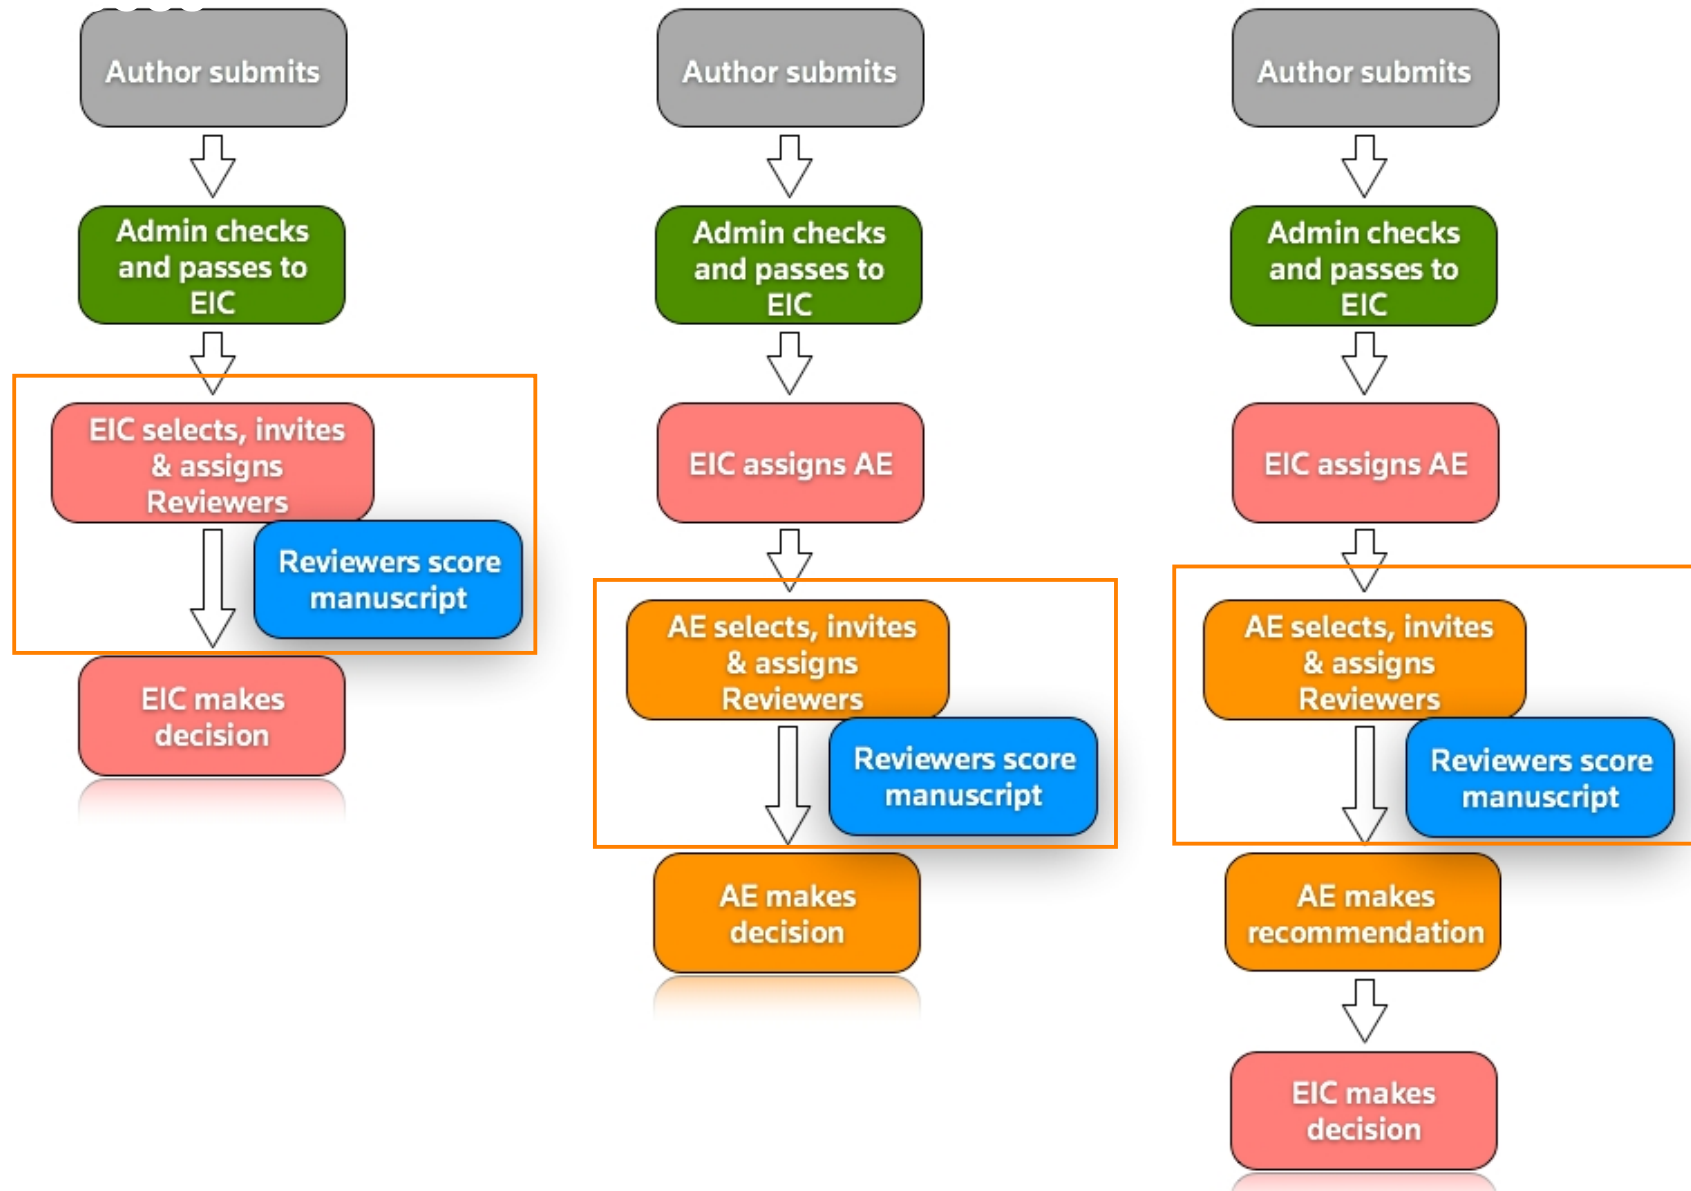 Author submits
Admin checks
and passes to
EIC
EIC selects, invites
& assigns
Reviewers
Reviewers score
manuscript
EIC makes
decision
Author submits
Admin checks
and passes to
EIC
EIC assigns AE
AE selects, invites
& assigns
Reviewers
Reviewers score
manuscript
AE makes
decision
Author submits
Admin checks
and passes to
EIC
EIC assigns AE
AE selects, invites
& assigns
Reviewers
Reviewers score
manuscript
AE makes
recommendation
EIC makes
decision